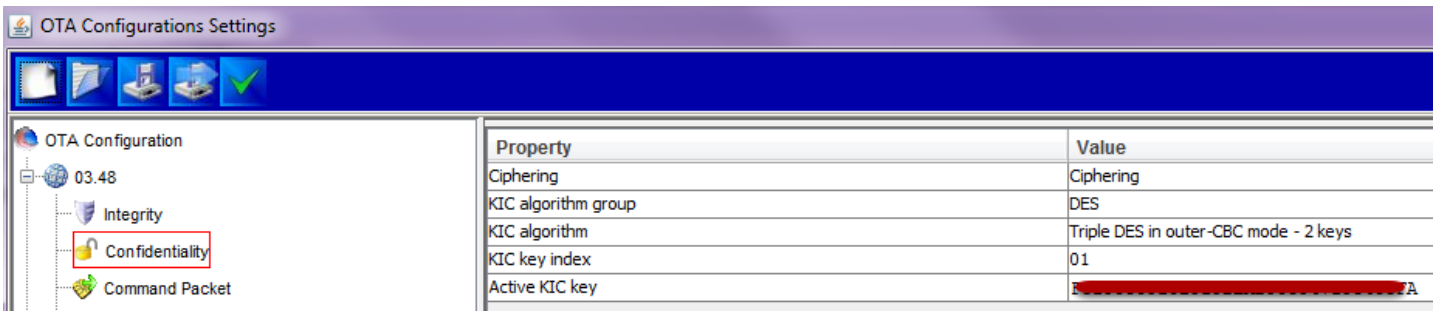 OTA Configurations Settings
OTA Configuration
03.48
Integrity
Confidentiality
Command Packet
Property Value
Ciphering Ciphering
KIC algorithm group DES
KIC algorithm Triple DES in outer-CBC mode - 2 keys
KIC key index 01
Active KIC key